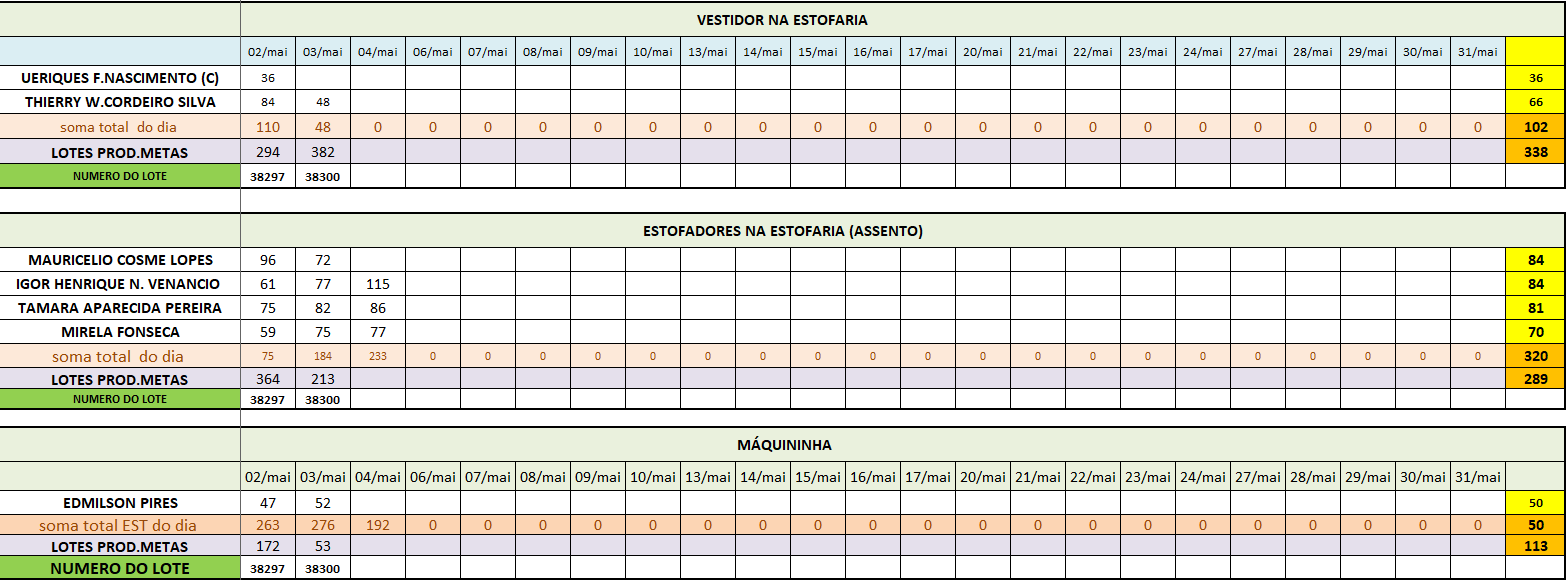 VESTIDOR NA ESTOFARIA
02/mai 03/mai 04/mai 06/mai 07/mai 08/mai 09/mai 10/mai 13/mai 14/mai 15/mai 16/mai 17/mai 20/mai 21/mai 22/mai 23/mai 24/mai 27/mai 28/mai 29/mai 30/mai 31/mai
UERIQUES F.NASCIMENTO (C) 36 36
THIERRY W.CORDEIRO SILVA 84 48 66
soma total do dia 110 48 0 0 0 0 0 0 0 0 0 0 0 0 0 0 0 0 0 0 0 0 0 102
LOTES PROD.METAS 294 382 338
NUMERO DO LOTE 38297 38300
ESTOFADORES NA ESTOFARIA (ASSENTO)
MAURICELIO COSME LOPES 96 72 84
IGOR HENRIQUE N. VENANCIO 61 77 115 84
TAMARA APARECIDA PEREIRA 75 82 86 81
MIRELA FONSECA 59 75 77 70
soma total do dia 75 184 233 0 0 0 0 0 0 0 0 0 0 0 0 0 0 0 0 0 0 0 0 320
LOTES PROD.METAS 364 213 289
NUMERO DO LOTE 38297 38300
MÁQUININHA
02/mai 03/mai 04/mai 06/mai 07/mai 08/mai 09/mai 10/mai 13/mai 14/mai 15/mai 16/mai 17/mai 20/mai 21/mai 22/mai 23/mai 24/mai 27/mai 28/mai 29/mai 30/mai 31/mai
EDMILSON PIRES 47 52 50
soma total EST do dia 263 276 192 0 0 0 0 0 0 0 0 0 0 0 0 0 0 0 0 0 0 0 0 50
LOTES PROD.METAS 172 53 113
NUMERO DO LOTE 38297 38300